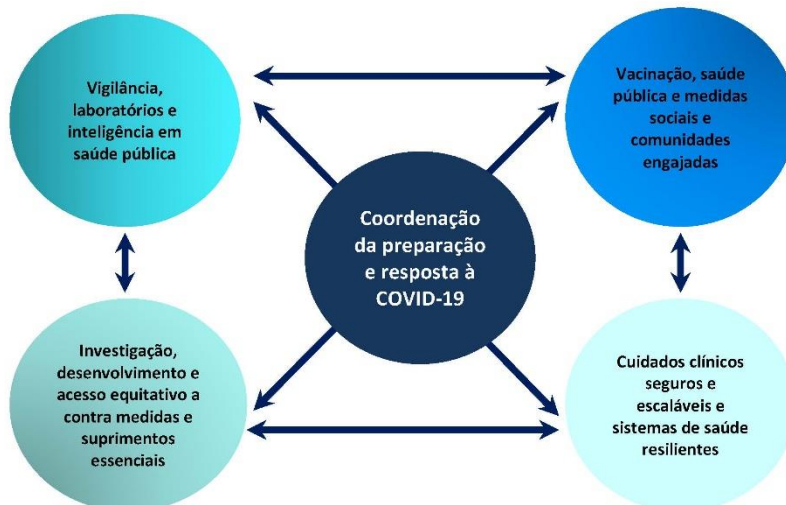 Vigilância,
laboratórios e
inteligência em
saúde pública
Vacinação, saúde
pública e medidas
sociais e
comunidades
engajadas
Coordenação
da preparação
e resposta à
COVID-19
Investigação,
desenvolvimento e
acesso equitativo a
contra medidas e
suprimentos
essenciais
Cuidados clínicos
seguros e
escaláveis e
sistemas de saúde
resilientes